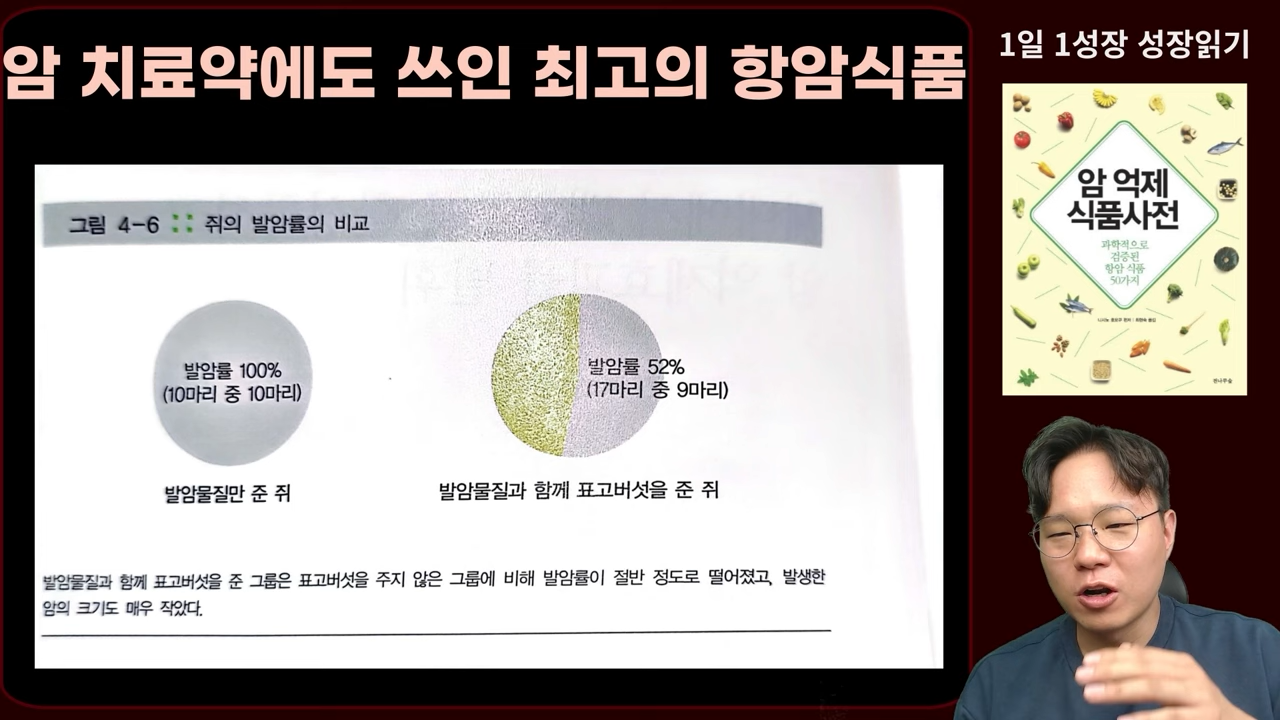 암 치료약에도 쓰인 최고의 항암식품
1일 1성장 성장읽기
암 억제
식품사전
과학적으로
검증된
항암 식품
50가지
전나무숲
그림 4-6 :: 쥐의 발암률의 비교
발암률 100%
(10마리 중 10마리)
발암률 52%
(17마리 중 9마리)
발암물질만 준 쥐
발암물질과 함께 표고버섯을 준 쥐
발암물질과 함께 표고버섯을 준 그룹은 표고버섯을 주지 않은 그룹에 비해 발암률이 절반 정도로 떨어졌고, 발생한
암의 크기도 매우 작았다.